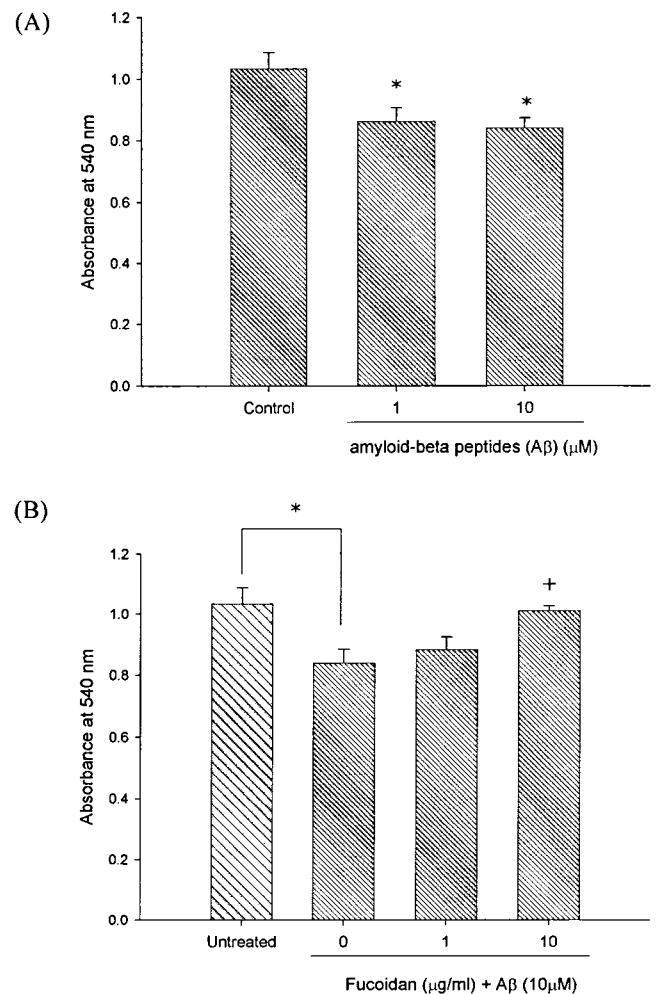 (A)
1.2
1.0
0.8
0.6
0.4
0.2
0.0
Absorbance at 540 nm
*
*
Control
1
10
amyloid-beta peptides (Aβ) (μM)
(B)
*
1.2
1.0
0.8
0.6
0.4
0.2
0.0
Absorbance at 540 nm
+
Untreated
0
1
10
Fucoidan (μg/ml) + Aβ (10μM)